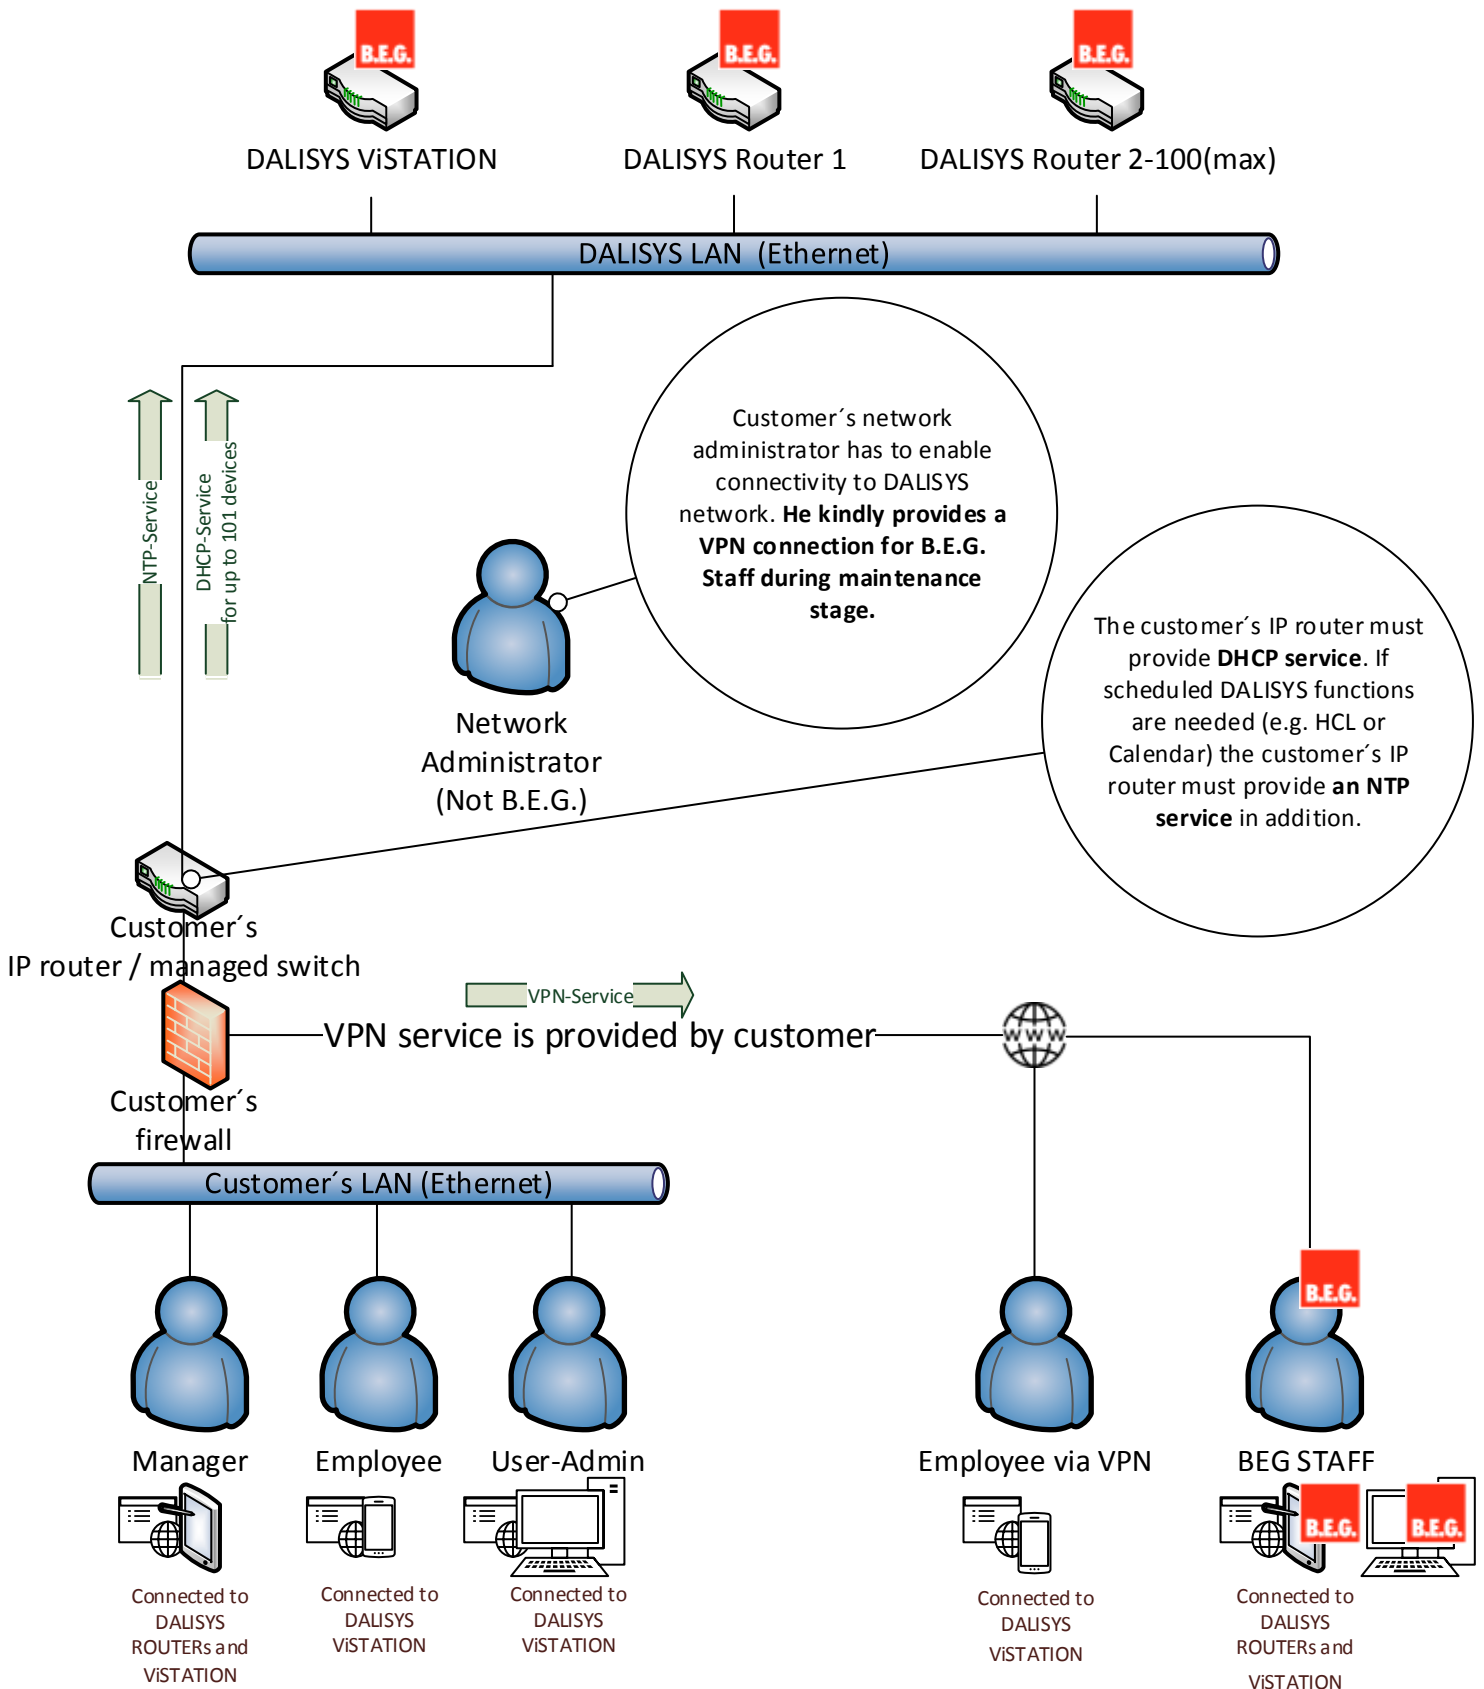 B.E.G.
B.E.G.
B.E.G.
DALISYS ViSTATION
DALISYS Router 1
DALISYS Router 2-100(max)
DALISYS LAN (Ethernet)
NTP-Service
DHCP-Service
for up to 101 devices
Customer´s network
administrator has to enable
connectivity to DALISYS
network. He kindly provides a
VPN connection for B.E.G.
Staff during maintenance
stage.
The customer´s IP router must
provide DHCP service. If
scheduled DALISYS functions
are needed (e.g. HCL or
Calendar) the customer´s IP
router must provide an NTP
service in addition.
Network
Administrator
(Not B.E.G.)
Customer´s
IP router / managed switch
VPN-Service
VPN service is provided by customer
www
Customer´s
firewall
Customer´s LAN (Ethernet)
B.E.G.
Manager
Employee
User-Admin
Employee via VPN
BEG STAFF
B.E.G.
B.E.G.
Connected to
DALISYS
ROUTERs and
ViSTATION
Connected to
DALISYS
ViSTATION
Connected to
DALISYS
ViSTATION
Connected to
DALISYS
ViSTATION
Connected to
DALISYS
ROUTERs and
ViSTATION